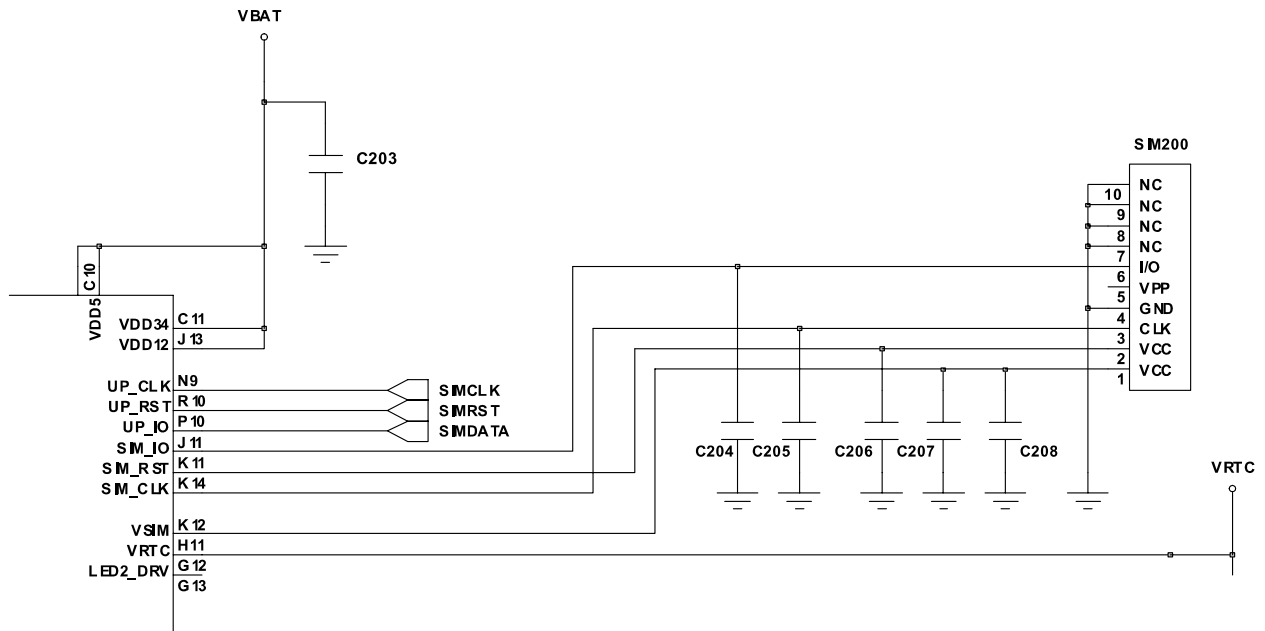 VBAT
C203
SIM200
NC
10
NC
9
NC
8
NC
7
I/O
6
VPP
5
GND
4
CLK
3
VCC
2
VCC
1
VDD5
C10
VDD34 C11
VDD12 J13
UP_CLK N9
UP_RST R10
UP_IO P10
SIM_IO J11
SIM_RST K11
SIM_CLK K14
SIMCLK
SIMRST
SIMDATA
C204
C205
C206
C207
C208
VRTC
VSIM K12
VRTC H11
LED2_DRV G12
G13